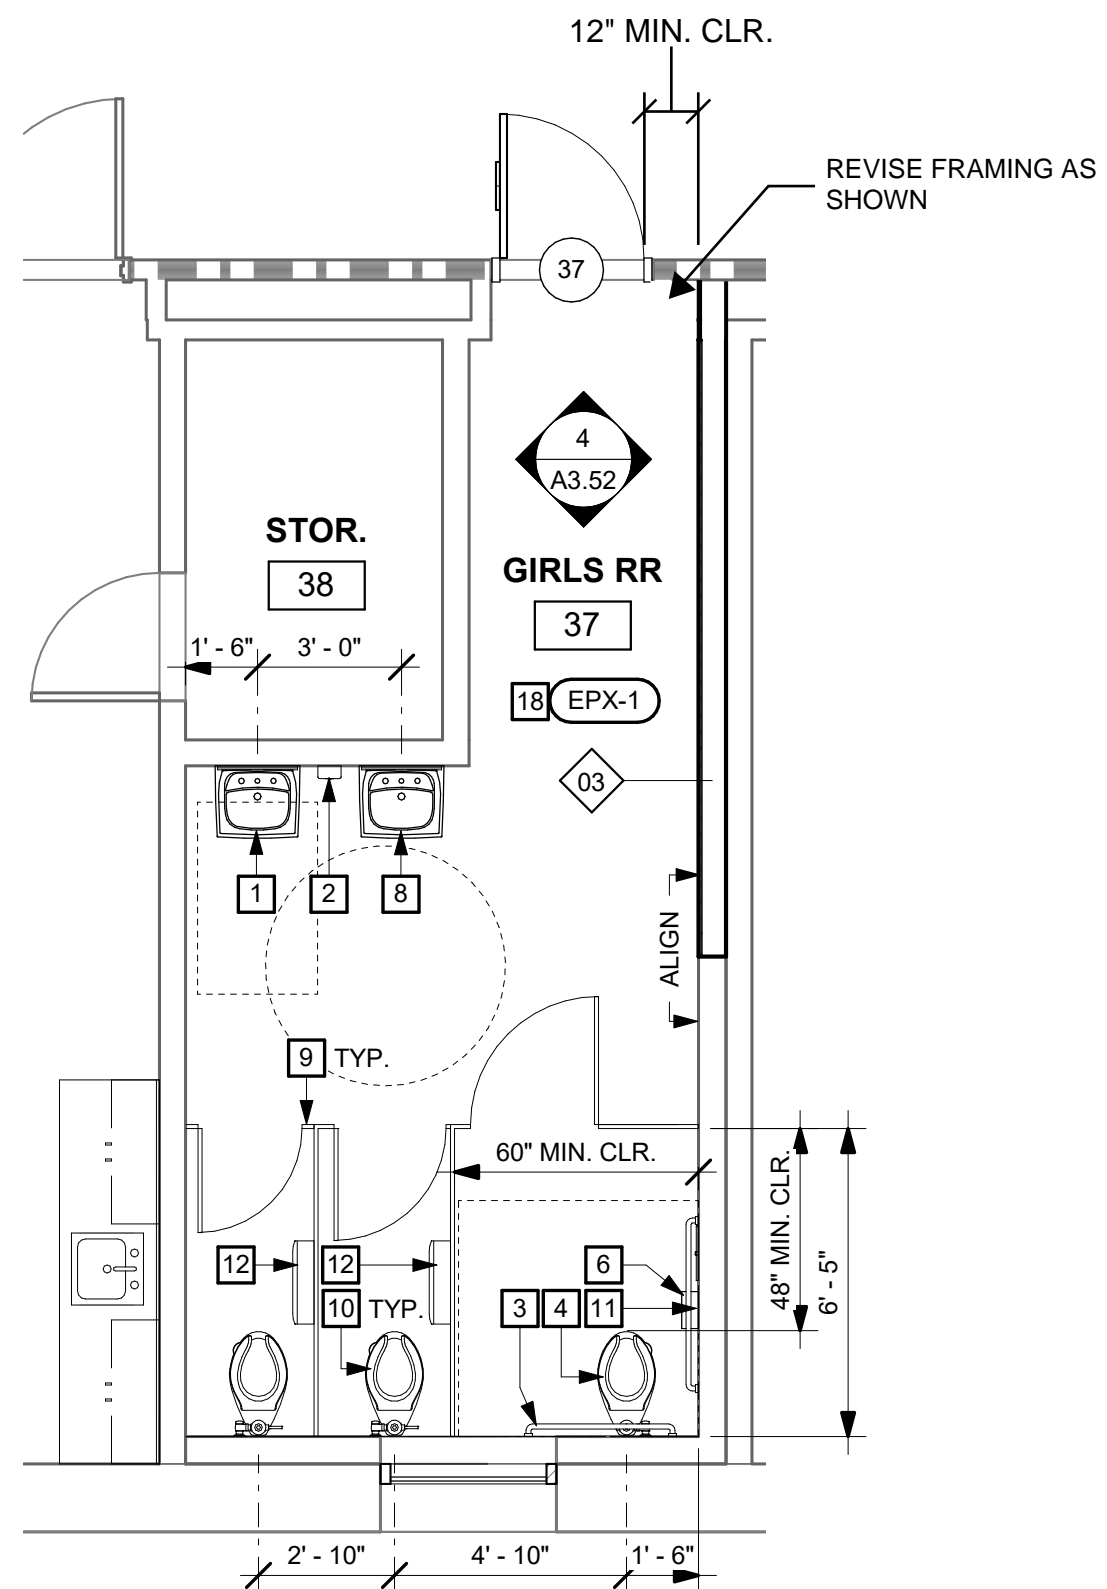 12" MIN. CLR.
REVISE FRAMING AS
SHOWN
37
4
A3.52
STOR.
38
GIRLS RR
37
1' - 6"
3' - 0"
18
EPX-1
03
1
2
8
ALIGN
9
TYP.
60" MIN. CLR.
48" MIN. CLR.
6' - 5"
12
12
6
10
TYP.
3
4
11
2' - 10"
4' - 10"
1' - 6"